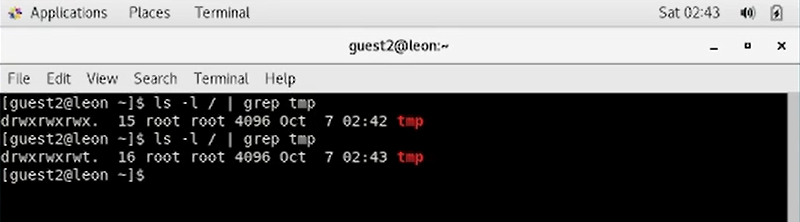 Applications Places Terminal Sat 02:43
guest2@leon:~
File Edit View Search Terminal Help
[guest2@leon ~]$ ls -l / | grep tmp
drwxrwxrwx.  15 root root 4096 Oct  7 02:42 tmp
[guest2@leon ~]$ ls -l / | grep tmp
drwxrwxrwt.  16 root root 4096 Oct  7 02:43 tmp
[guest2@leon ~]$